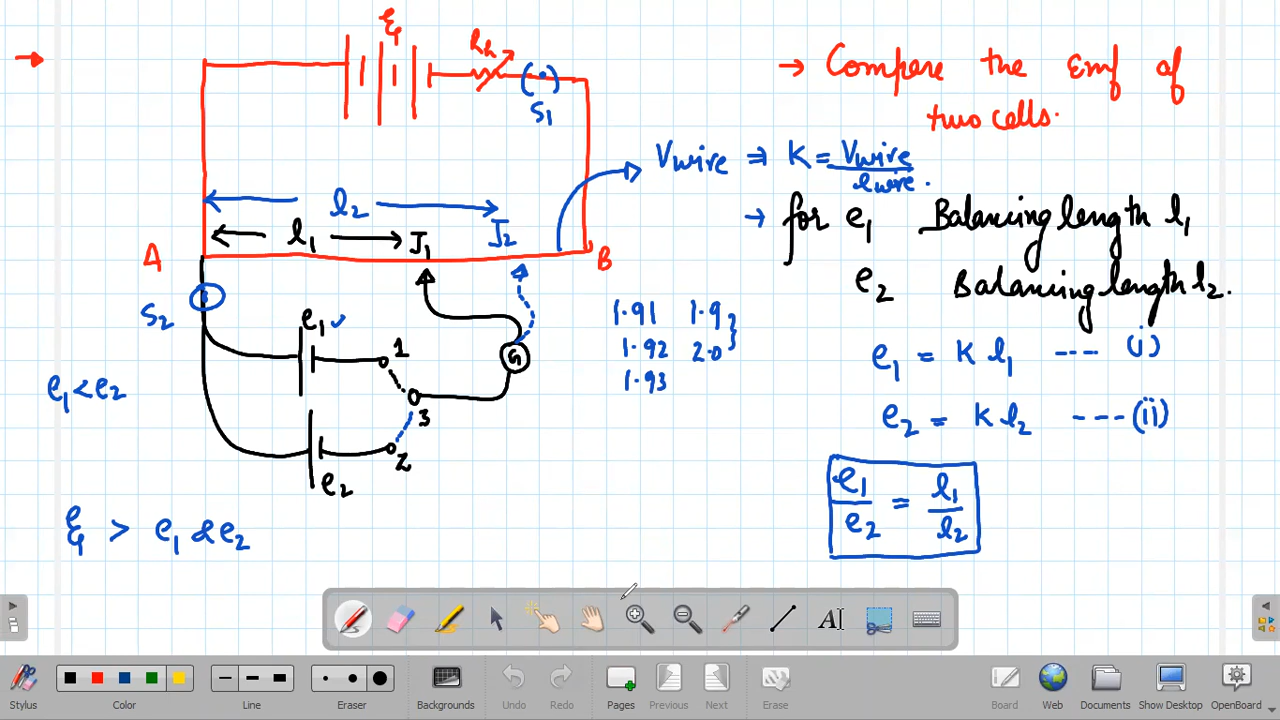 ξ
Rh
→ Compare the Emf of
two cells.
( • )
S1
Vwire ⇒ K = Vwire / lwire.
l2
l1
J1
J2
→ for e1 Balancing length l1
e2 Balancing length l2.
A
B
S2
e1 ✓
1
G
1.91 1.9
1.92 2.0
1.93
e1 = K l1 ---- (i)
e1 < e2
3
e2 = K l2 ---(ii)
2
e2
e1/e2 = l1/l2
ξ > e1 & e2
A
Stylus
Color
Line
Eraser
Backgrounds
Undo
Redo
Pages
Previous
Next
Erase
Board
Web
Documents
Show Desktop
OpenBoard